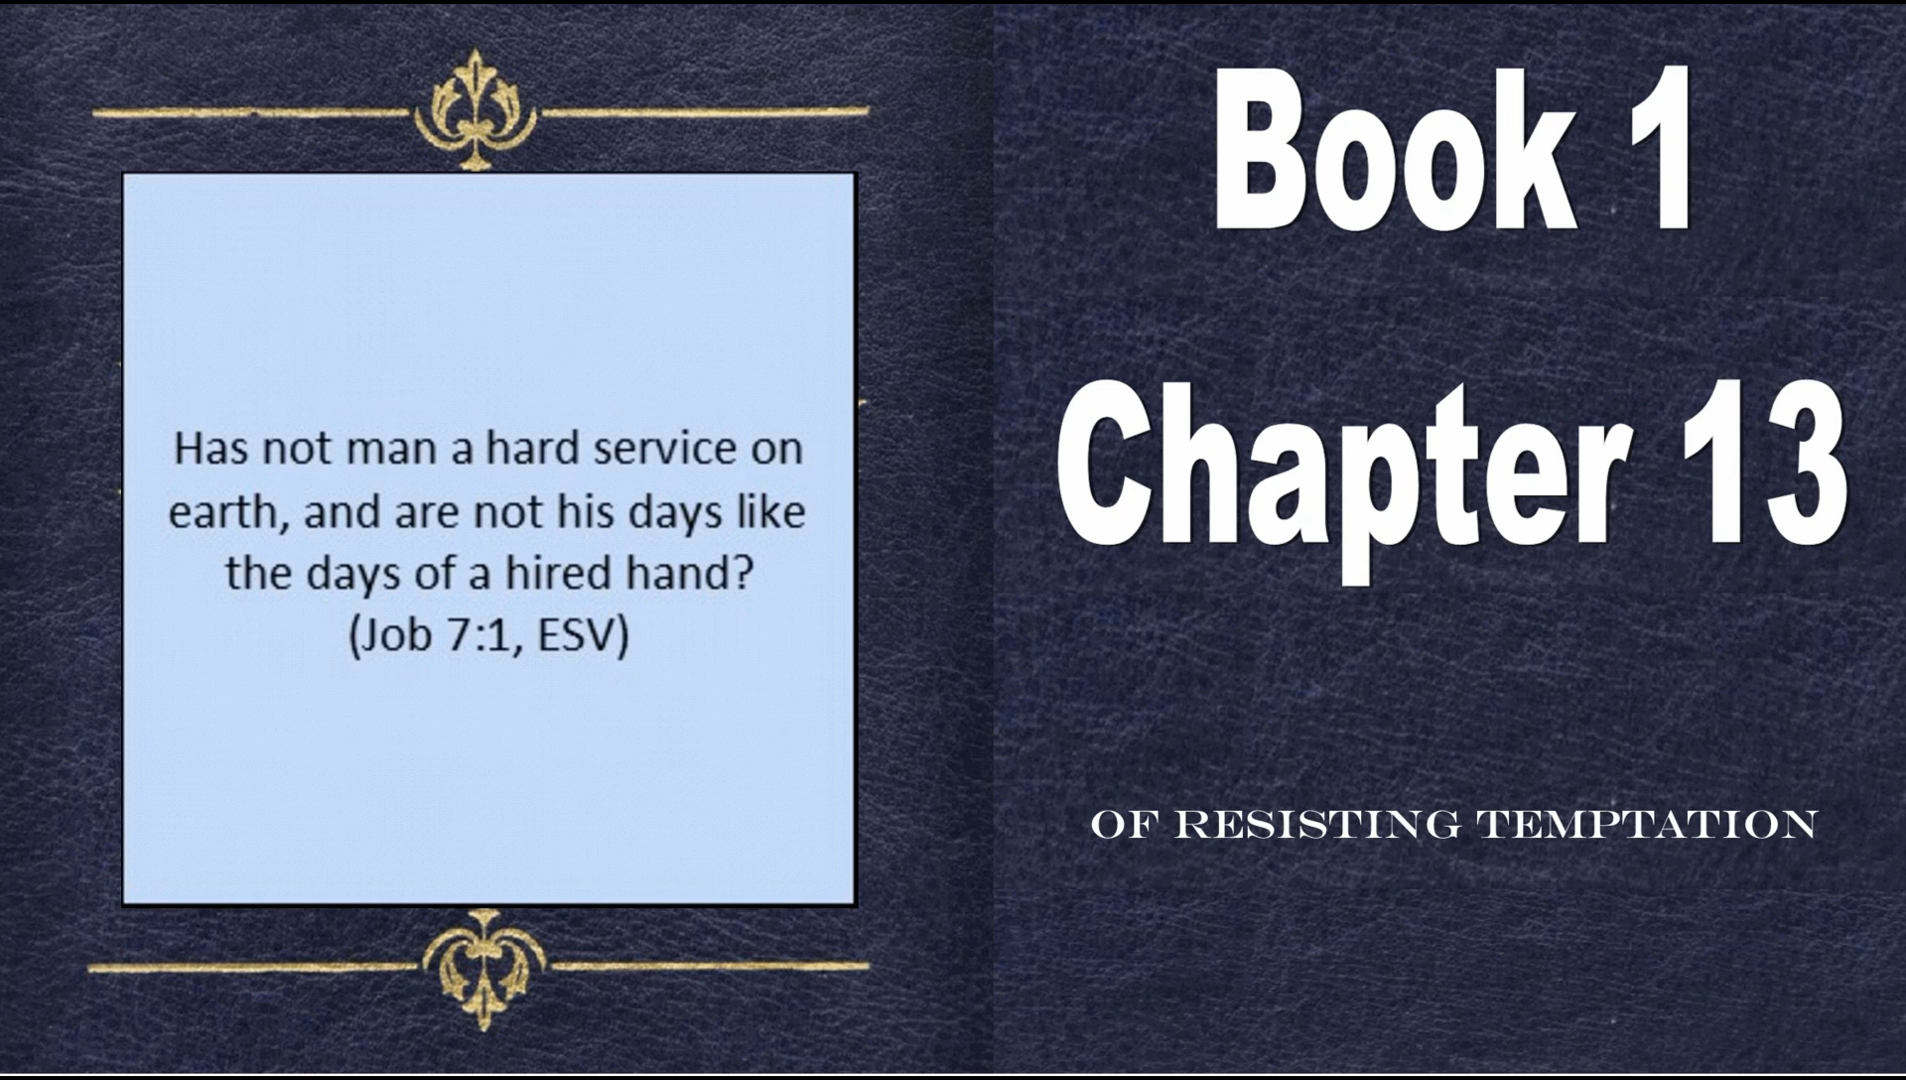 Has not man a hard service on
earth, and are not his days like
the days of a hired hand?
(Job 7:1, ESV)
Book 1
Chapter 13
OF RESISTING TEMPTATION